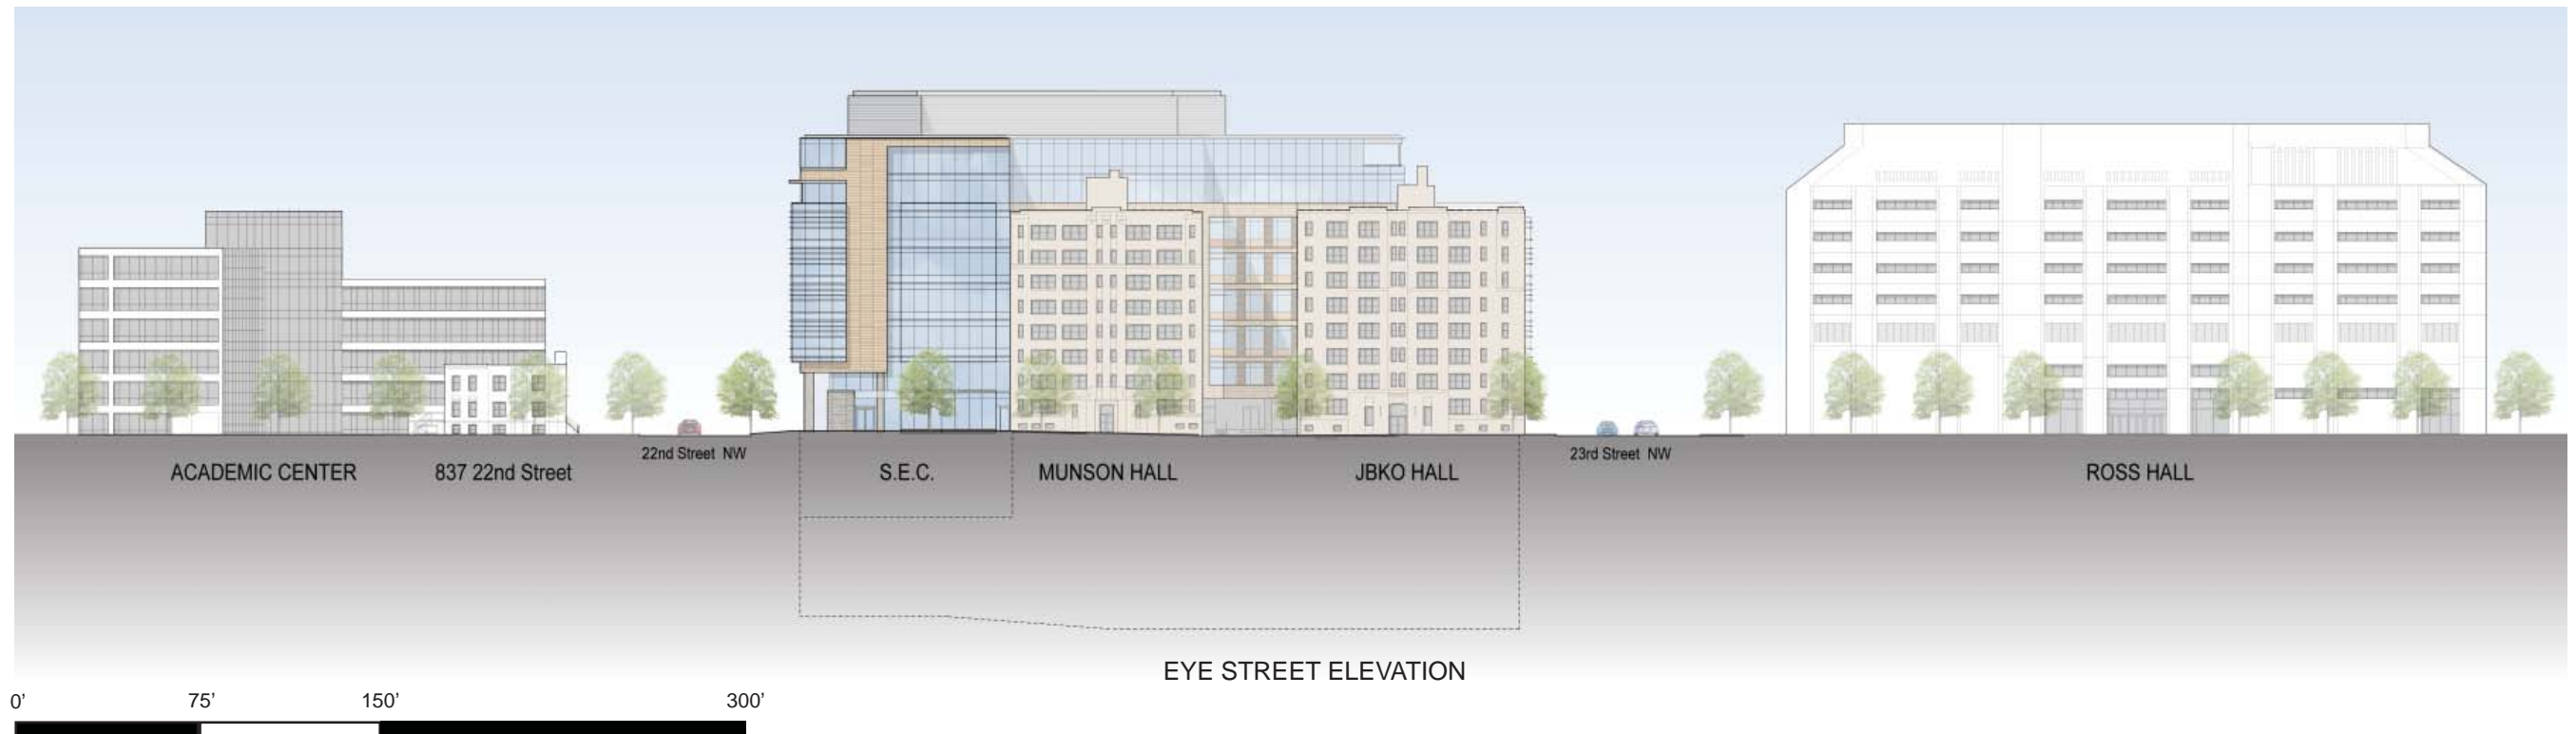 22nd Street  NW
23rd Street  NW
ACADEMIC CENTER
837 22nd Street
S.E.C.
MUNSON HALL
JBKO HALL
ROSS HALL
EYE STREET ELEVATION
0’
75’
150’
300’